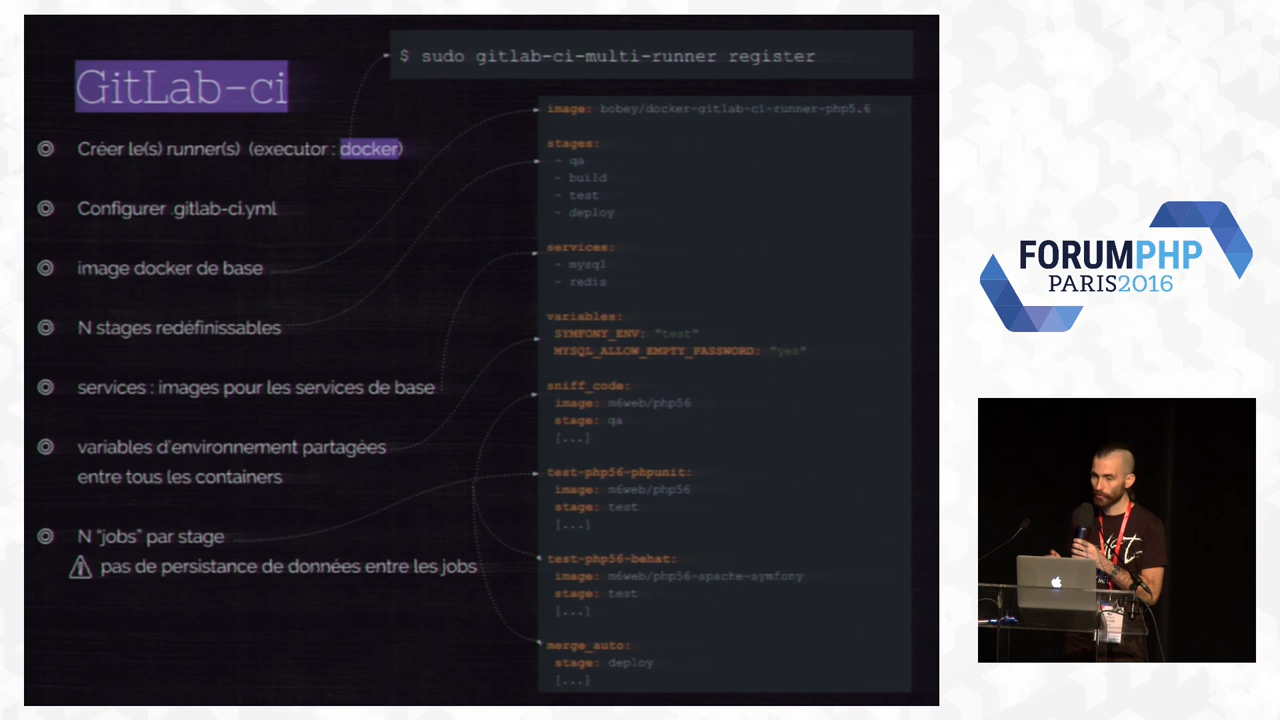 GitLab-ci
Créer le(s) runner(s) (executor : docker)
Configurer .gitlab-ci.yml
image docker de base
N stages redéfinissables
services : images pour les services de base
variables d'environnement partagées
entre tous les containers
N "jobs" par stage
pas de persistance de données entre les jobs
$ sudo gitlab-ci-multi-runner register
image: bobey/docker-gitlab-ci-runner-php5.6
stages:
- qa
- build
- test
- deploy
services:
- mysql
- redis
variables:
SYMFONY_ENV: "test"
MYSQL_ALLOW_EMPTY_PASSWORD: "yes"
sniff_code:
image: m6web/php56
stage: qa
[...]
test-php56-phpunit:
image: m6web/php56
stage: test
[...]
test-php56-behat:
image: m6web/php56-apache-symfony
stage: test
[...]
merge_auto:
stage: deploy
[...]
FORUMPHP
PARIS2016